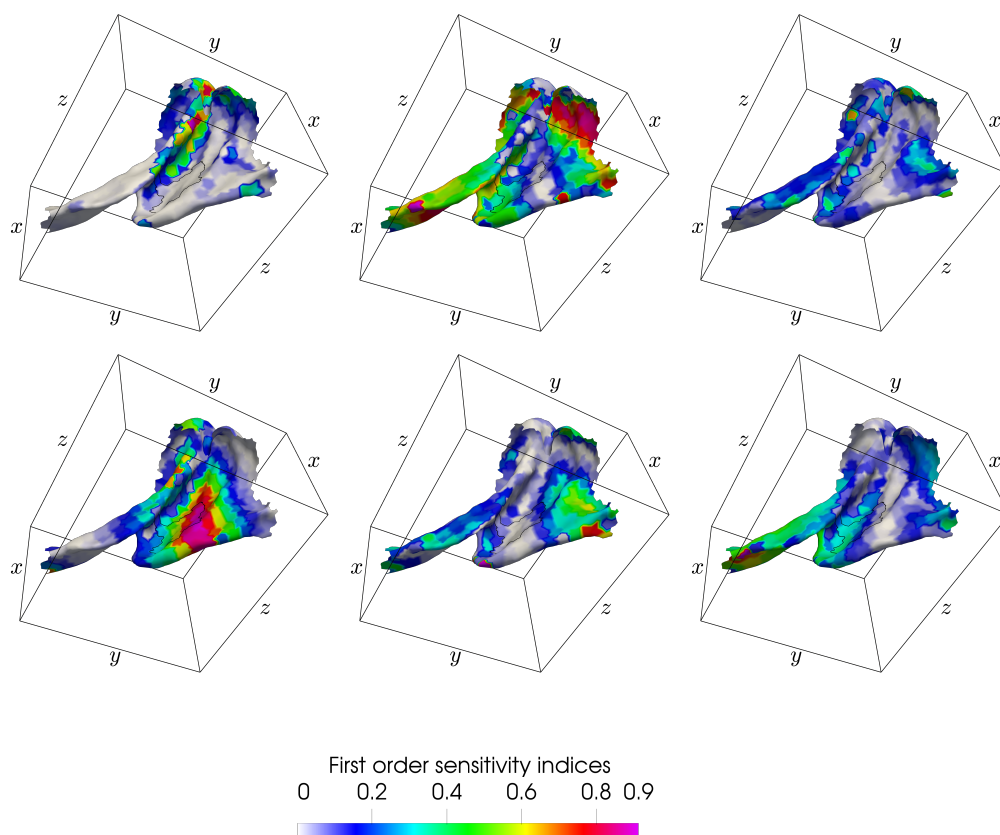 y y y
z x z x z x
x z x z x z
y y y
y y y
z x z x z x
x z x z x z
y y y
First order sensitivity indices
0 0.2 0.4 0.6 0.8 0.9